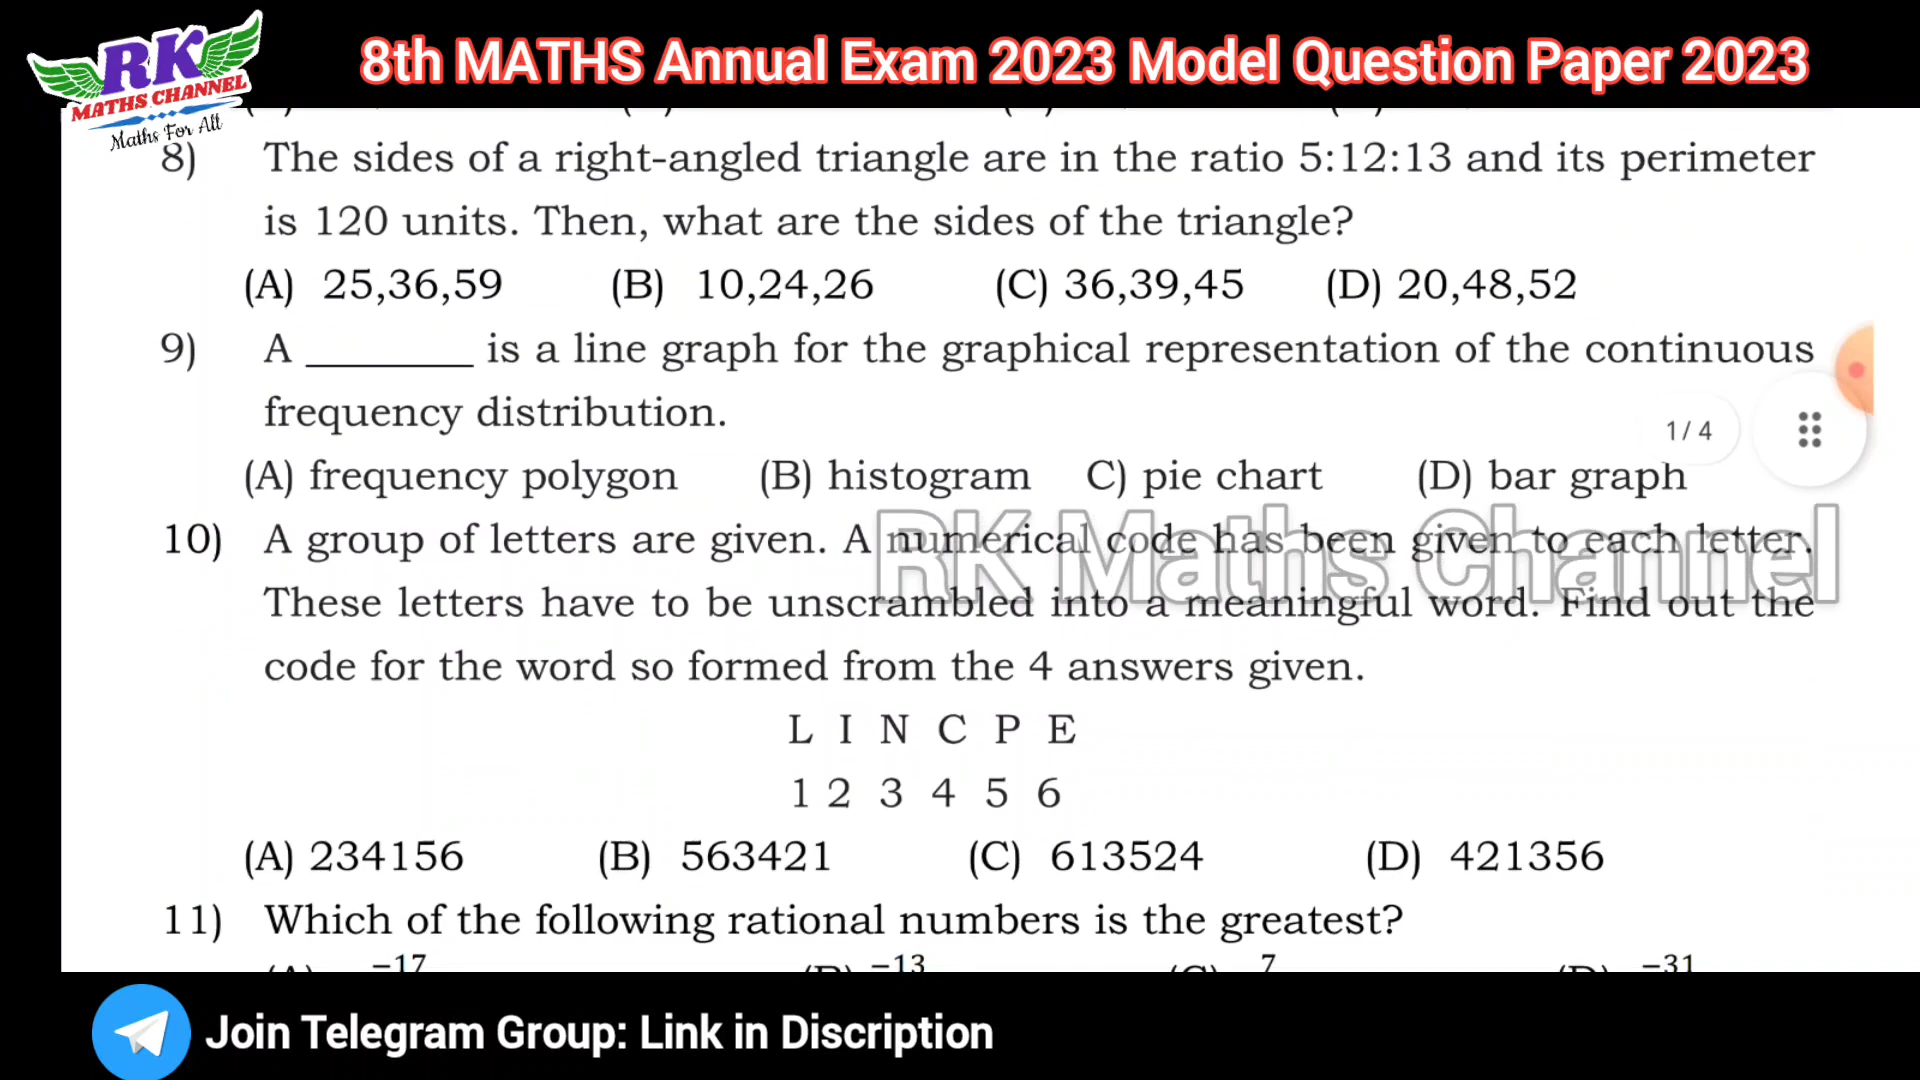 RK
MATHS CHANNEL
Maths For All
8th MATHS Annual Exam 2023 Model Question Paper 2023
8) The sides of a right-angled triangle are in the ratio 5:12:13 and its perimeter
is 120 units. Then, what are the sides of the triangle?
(A) 25,36,59 (B) 10,24,26 (C) 36,39,45 (D) 20,48,52
9) A ________ is a line graph for the graphical representation of the continuous
frequency distribution.
1/4
(A) frequency polygon (B) histogram C) pie chart (D) bar graph
RK Maths Channel
10) A group of letters are given. A numerical code has been given to each letter.
These letters have to be unscrambled into a meaningful word. Find out the
code for the word so formed from the 4 answers given.
L I N C P E
1 2 3 4 5 6
(A) 234156 (B) 563421 (C) 613524 (D) 421356
11) Which of the following rational numbers is the greatest?
−17 −13 7 −31
Join Telegram Group: Link in Discription